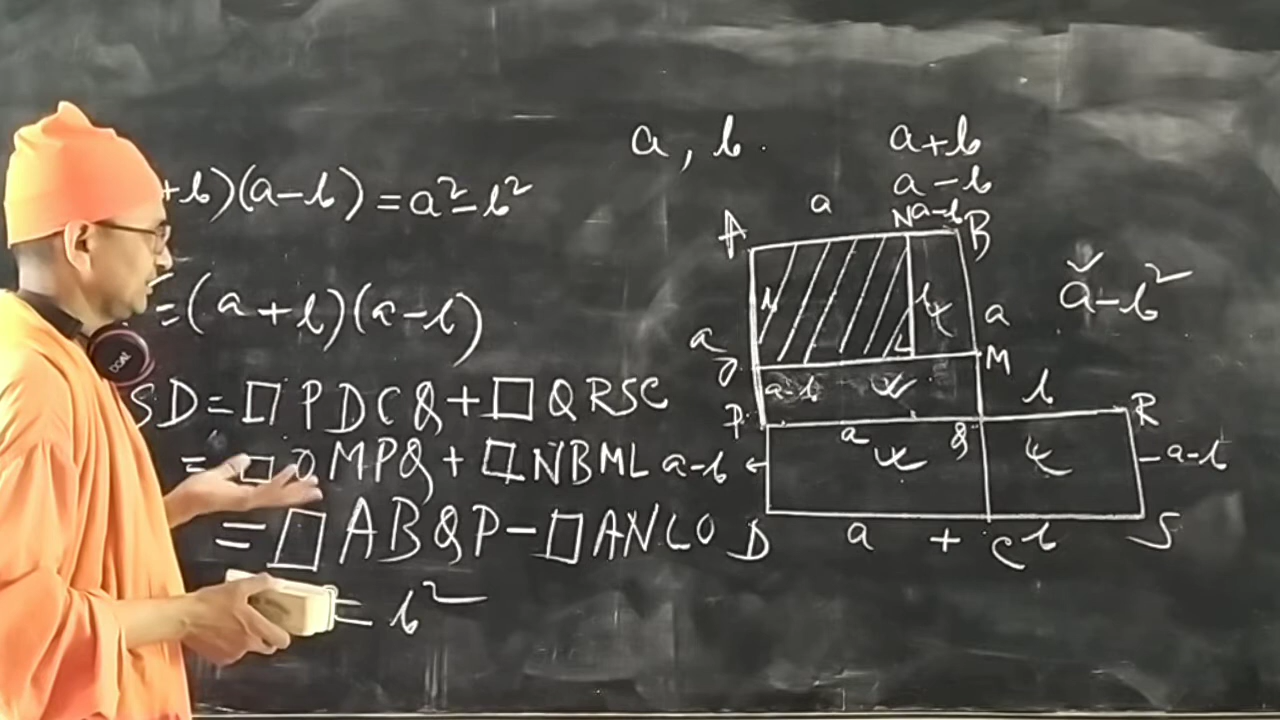 +b)(a-b) = a²-b²
= (a+b)(a-b)
SD = □ PDCQ + □ QRSC
= □ OMPQ + □ NBML
= □ ABQP - □ ANLO
= b²
a, b.
a+b
a-b
a
N a-b
A
B
b
a
a
M
a²-b²
a-b
b
P
a
Q
R
a-b
a-b
D
a + C b
S